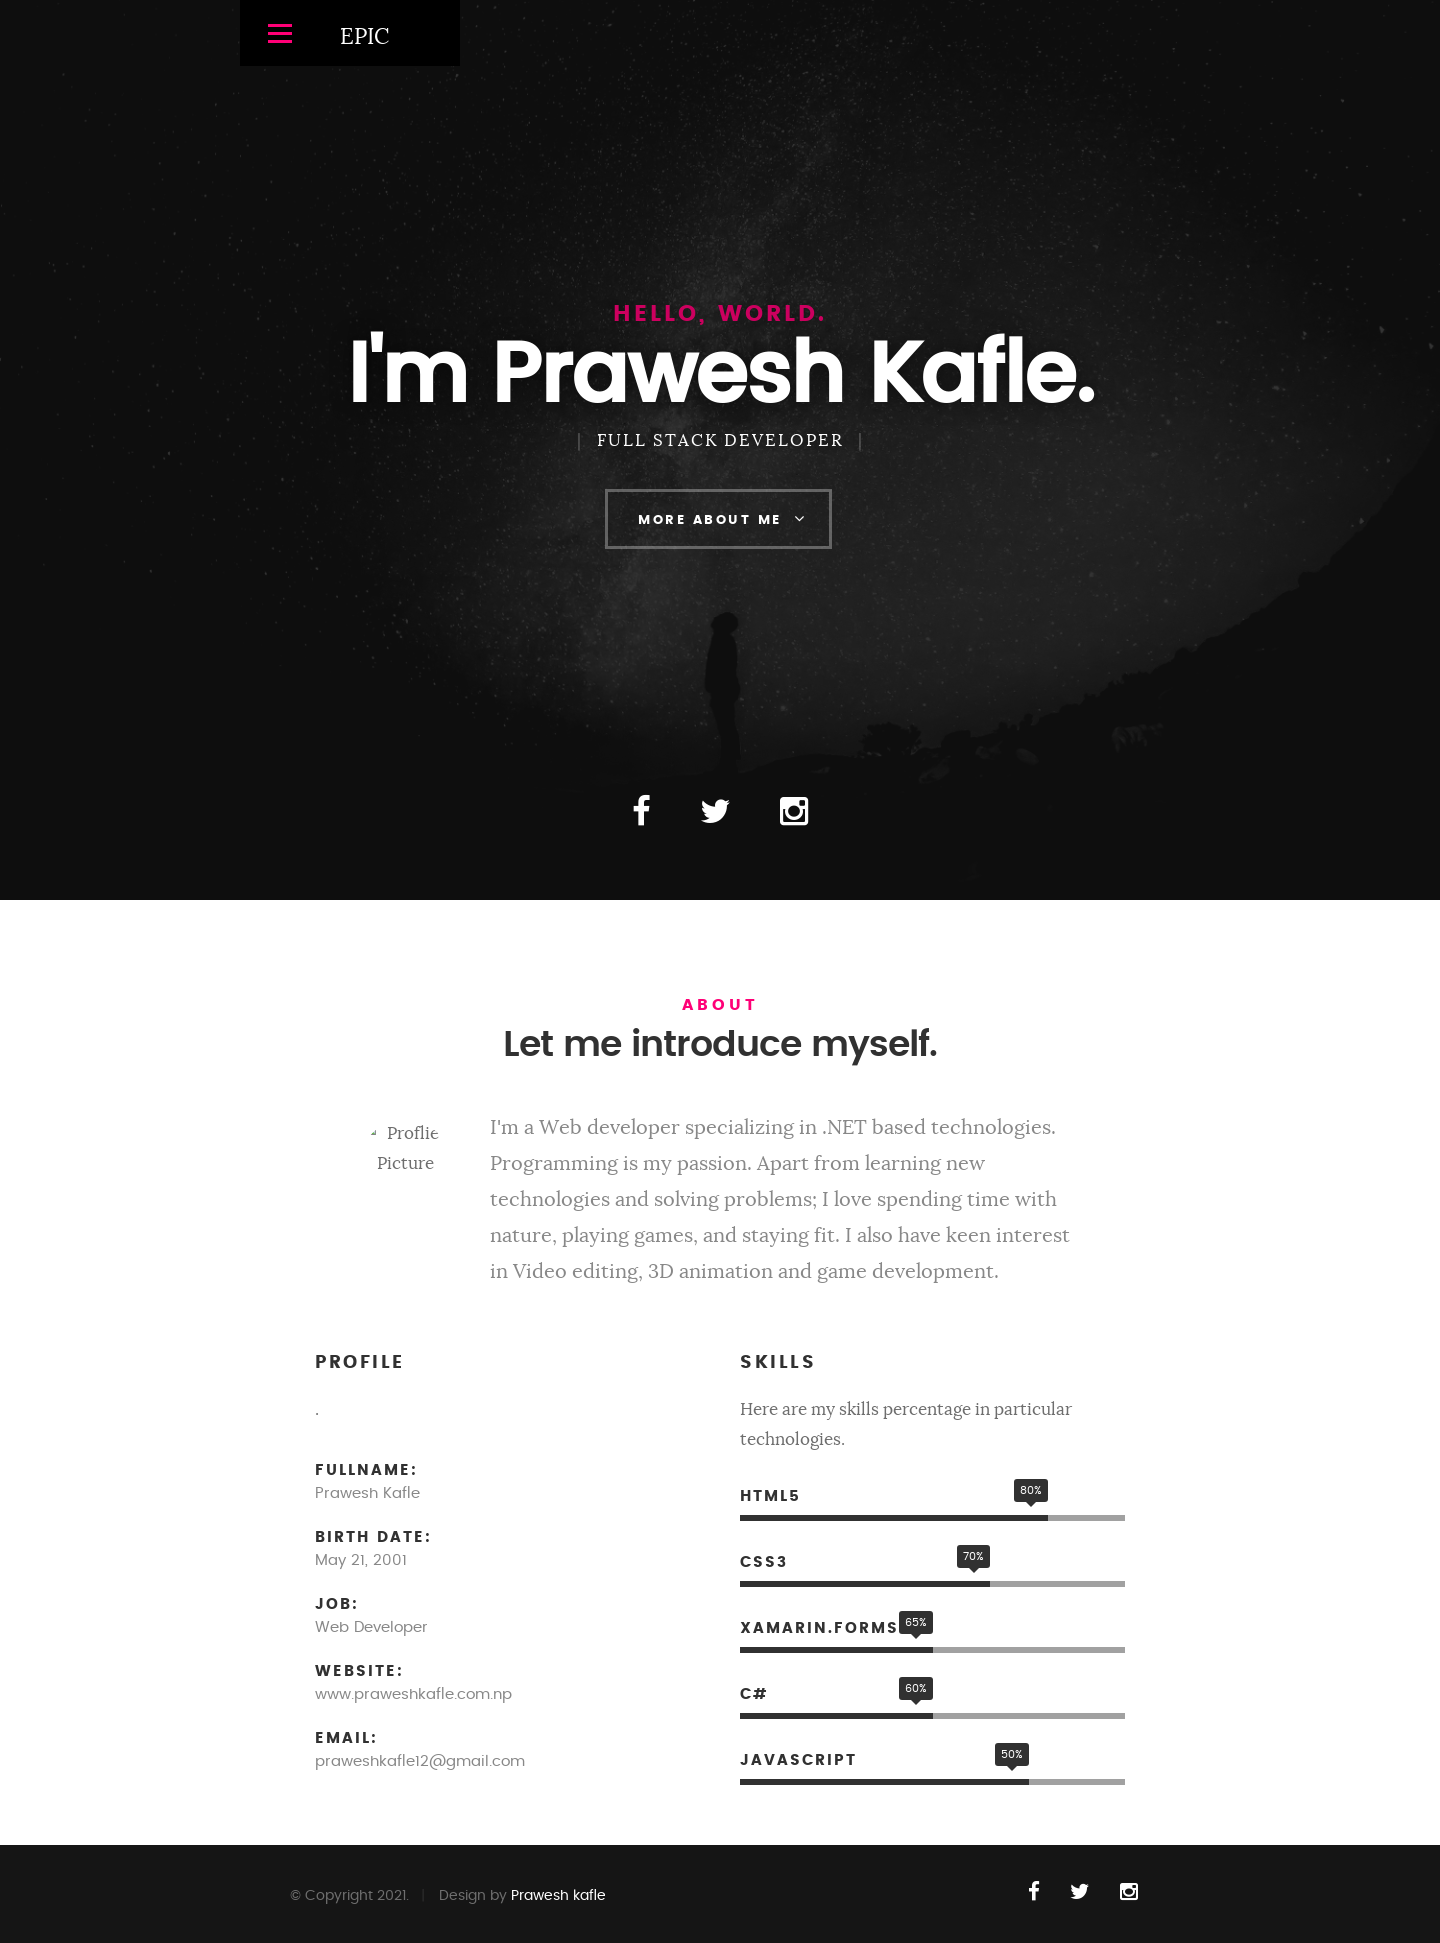 EPIC
HELLO, WORLD.
I'm Prawesh Kafle.
| FULL STACK DEVELOPER |
MORE ABOUT ME
ABOUT
Let me introduce myself.
Proflie
Picture
I'm a Web developer specializing in .NET based technologies.
Programming is my passion. Apart from learning new
technologies and solving problems; I love spending time with
nature, playing games, and staying fit. I also have keen interest
in Video editing, 3D animation and game development.
PROFILE
.
FULLNAME:
Prawesh Kafle
BIRTH DATE:
May 21, 2001
JOB:
Web Developer
WEBSITE:
www.praweshkafle.com.np
EMAIL:
praweshkafle12@gmail.com
SKILLS
Here are my skills percentage in particular
technologies.
HTML5 80%
CSS3 70%
XAMARIN.FORMS 65%
C# 60%
JAVASCRIPT 50%
© Copyright 2021. | Design by Prawesh kafle